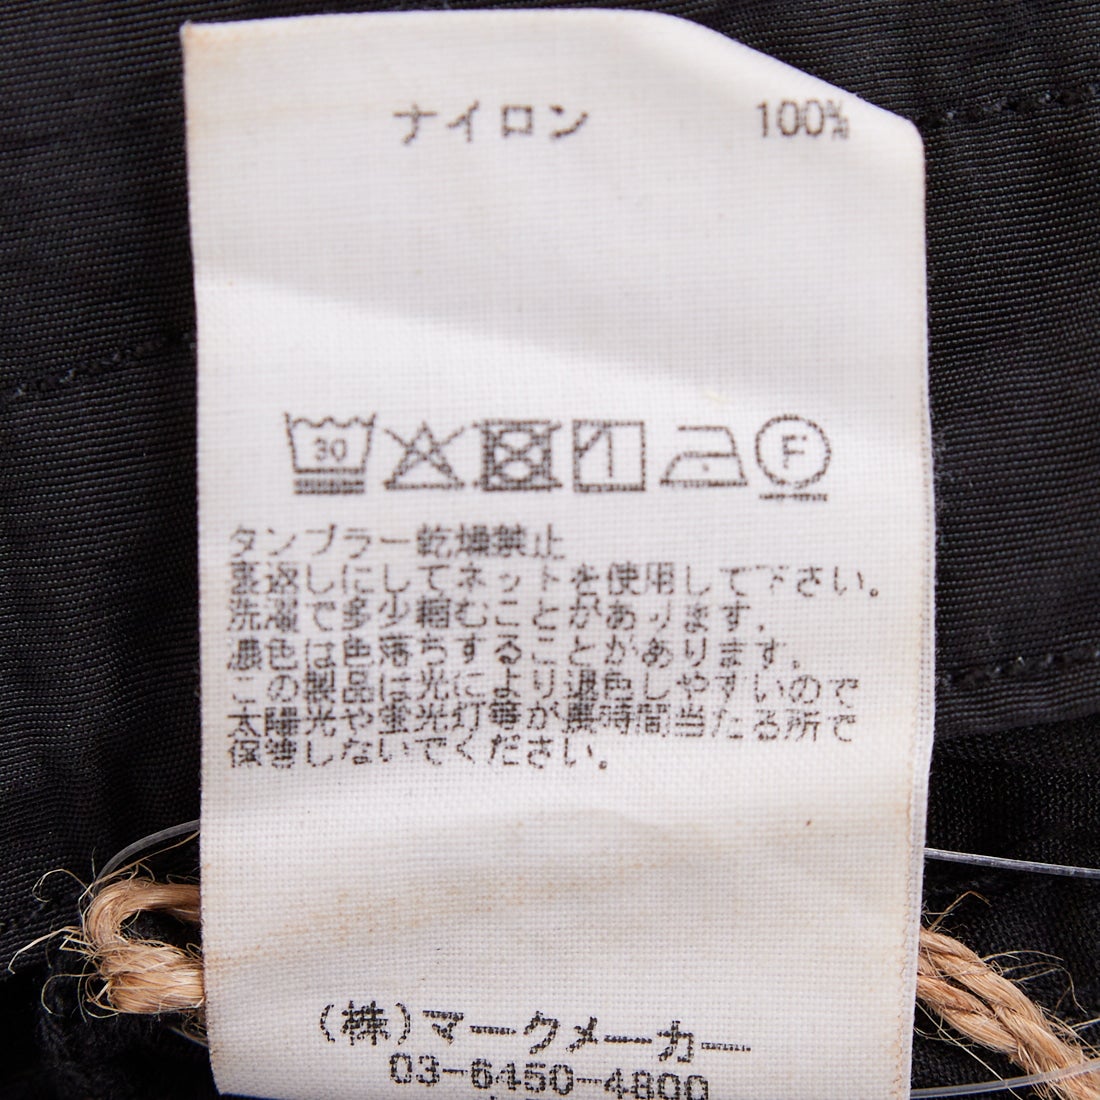 ナイロン 100%
30
F
タンブラー乾燥禁止
裏返しにしてネットを使用して下さい。
洗濯で多少縮むことがあります。
濃色は色落ちすることがあります。
この製品は光により退色しやすいので
太陽光や蛍光灯等が長時間当たる所で
保管しないでください。
(株)マークメーカー
03-6450-4800